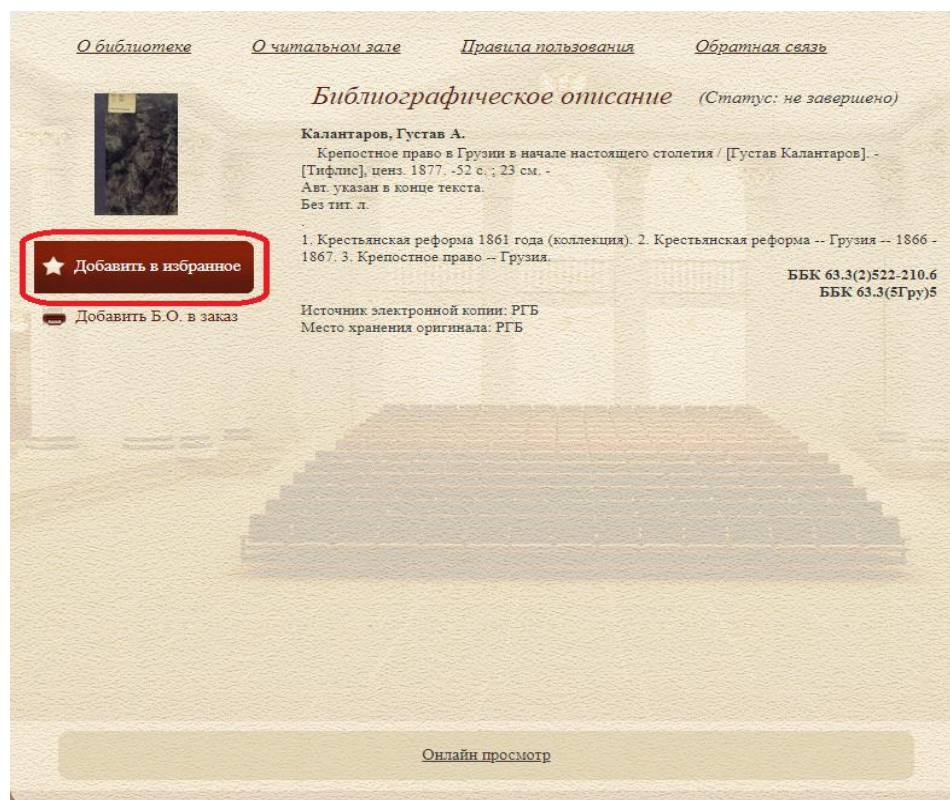 О библиотеке О читальном зале Правила пользования Обратная связь
Библиографическое описание (Статус: не завершено)
Калантаров, Густав А.
Крепостное право в Грузии в начале настоящего столетия / [Густав Калантаров]. -
[Тифлис], ценз. 1877. -52 с. ; 23 см. -
Авт. указан в конце текста.
Без тит. л.
.
1. Крестьянская реформа 1861 года (коллекция). 2. Крестьянская реформа -- Грузия -- 1866 -
1867. 3. Крепостное право -- Грузия.
ББК 63.3(2)522-210.6
ББК 63.3(5Гру)5
Источник электронной копии: РГБ
Место хранения оригинала: РГБ
Добавить в избранное
Добавить Б.О. в заказ
Онлайн просмотр